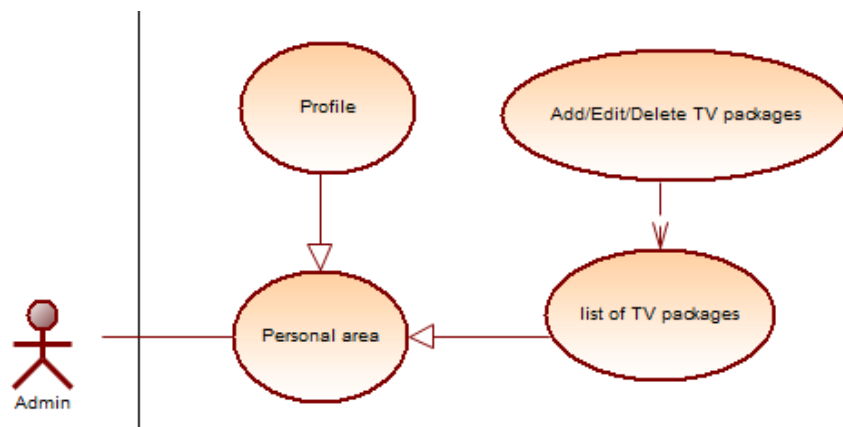 Profile
Add/Edit/Delete TV packages
Personal area
list of TV packages
Admin